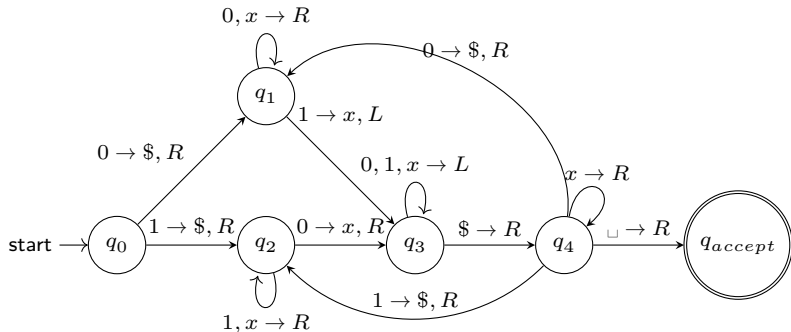 0, x → R
0 → $, R
q₁
1 → x, L
0 → $, R
0, 1, x → L
x → R
start
q₀
1 → $, R
q₂
0 → x, R
q₃
$ → R
q₄
␣ → R
qₐccept
1 → $, R
1, x → R